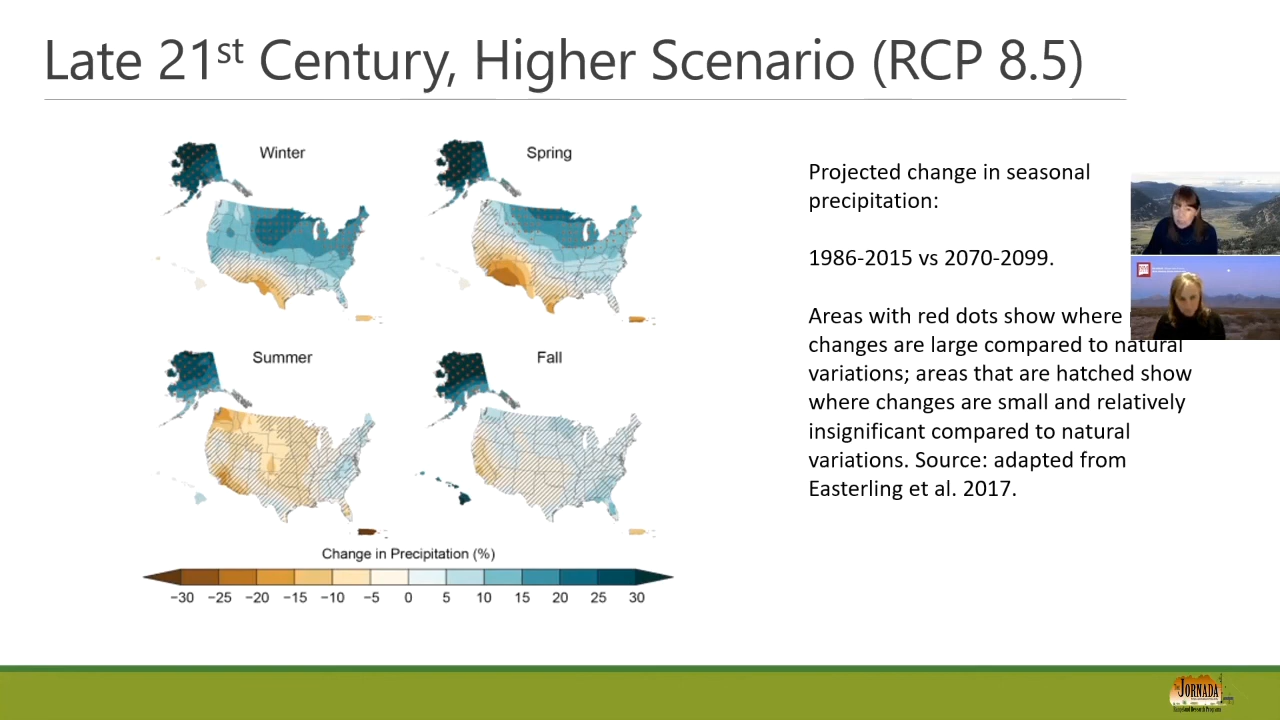 Late 21st Century, Higher Scenario (RCP 8.5)
Winter
Spring
Summer
Fall
Change in Precipitation (%)
−30 −25 −20 −15 −10 −5 0 5 10 15 20 25 30
Projected change in seasonal
precipitation:
1986-2015 vs 2070-2099.
Areas with red dots show where
changes are large compared to natural
variations; areas that are hatched show
where changes are small and relatively
insignificant compared to natural
variations. Source: adapted from
Easterling et al. 2017.
JORNADA